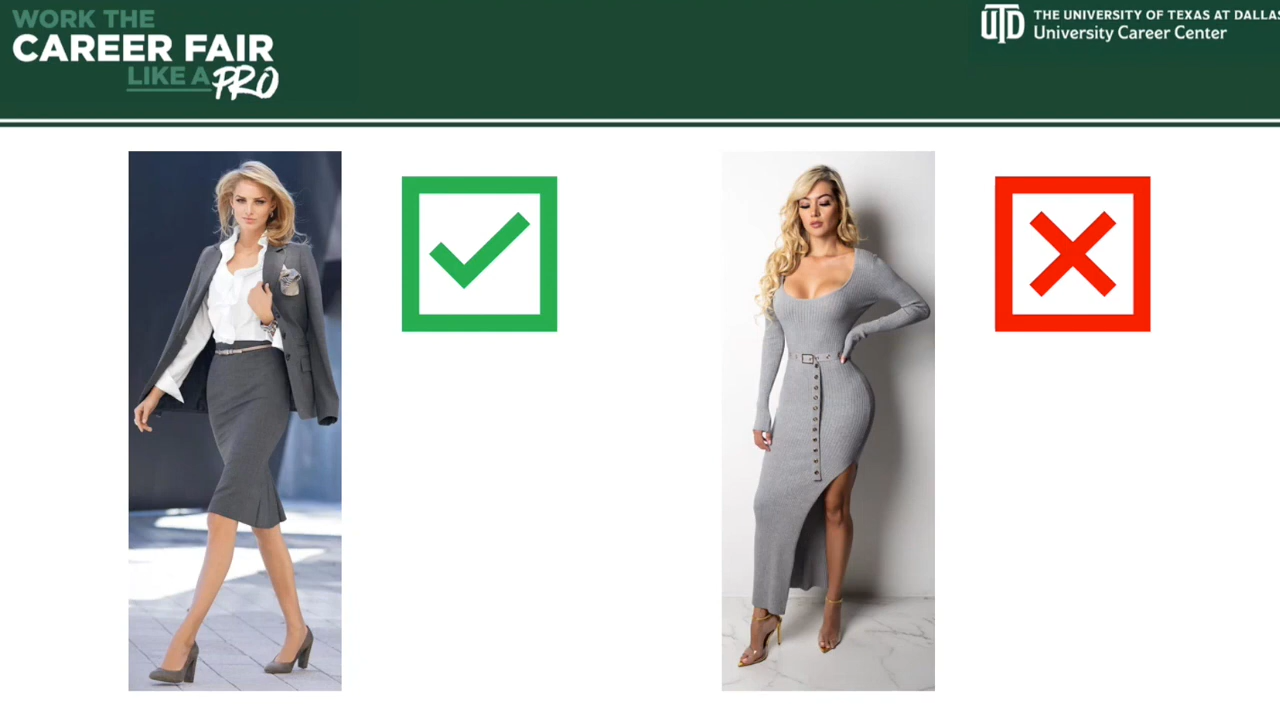 WORK THE
CAREER FAIR
LIKE A PRO
UTD
THE UNIVERSITY OF TEXAS AT DALLAS
University Career Center